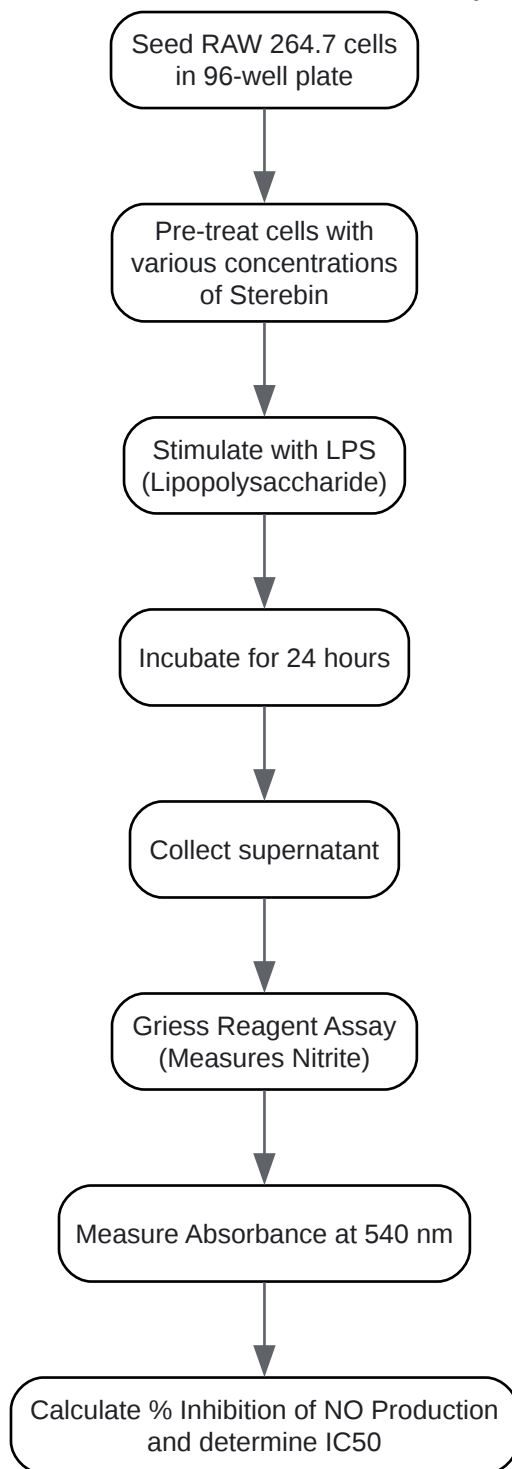 Seed RAW 264.7 cells
in 96-well plate
Pre-treat cells with
various concentrations
of Sterebin
Stimulate with LPS
(Lipopolysaccharide)
Incubate for 24 hours
Collect supernatant
Griess Reagent Assay
(Measures Nitrite)
Measure Absorbance at 540 nm
Calculate % Inhibition of NO Production
and determine IC50